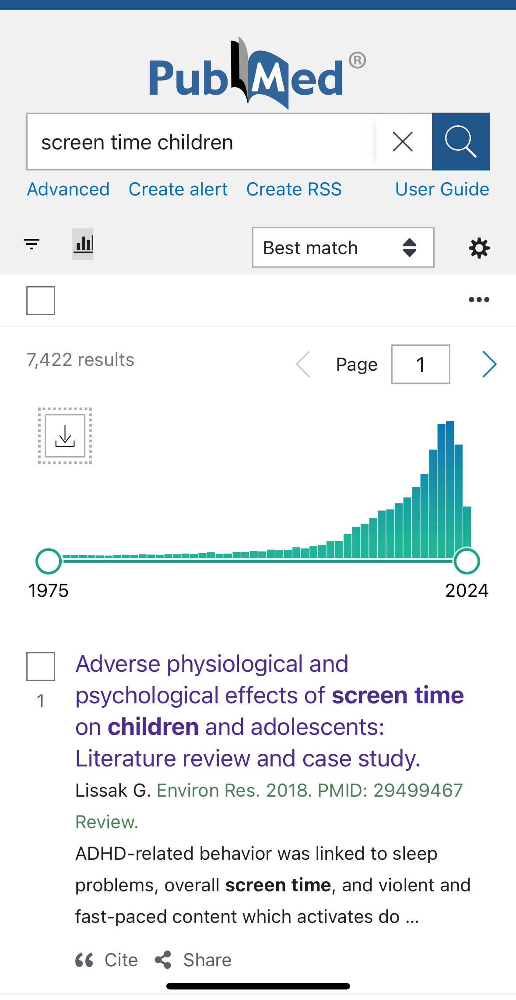 PubMed®
screen time children
Advanced Create alert Create RSS User Guide
Best match
7,422 results
Page 1
1975 2024
Adverse physiological and
psychological effects of screen time
on children and adolescents:
Literature review and case study.
1
Lissak G. Environ Res. 2018. PMID: 29499467
Review.
ADHD-related behavior was linked to sleep
problems, overall screen time, and violent and
fast-paced content which activates do ...
Cite Share